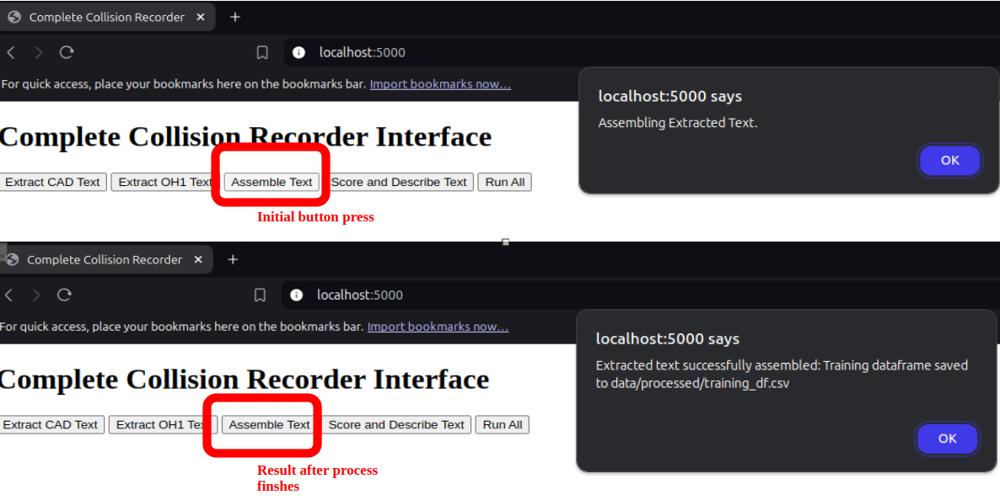 Complete Collision Recorder
localhost:5000
For quick access, place your bookmarks here on the bookmarks bar. Import bookmarks now...
localhost:5000 says
Assembling Extracted Text.
OK
Complete Collision Recorder Interface
Extract CAD Text Extract OH1 Text Assemble Text Score and Describe Text Run All
Initial button press
Complete Collision Recorder
localhost:5000
For quick access, place your bookmarks here on the bookmarks bar. Import bookmarks now...
localhost:5000 says
Extracted text successfully assembled: Training dataframe saved
to data/processed/training_df.csv
OK
Complete Collision Recorder Interface
Extract CAD Text Extract OH1 Tex Assemble Text Score and Describe Text Run All
Result after process
finshes